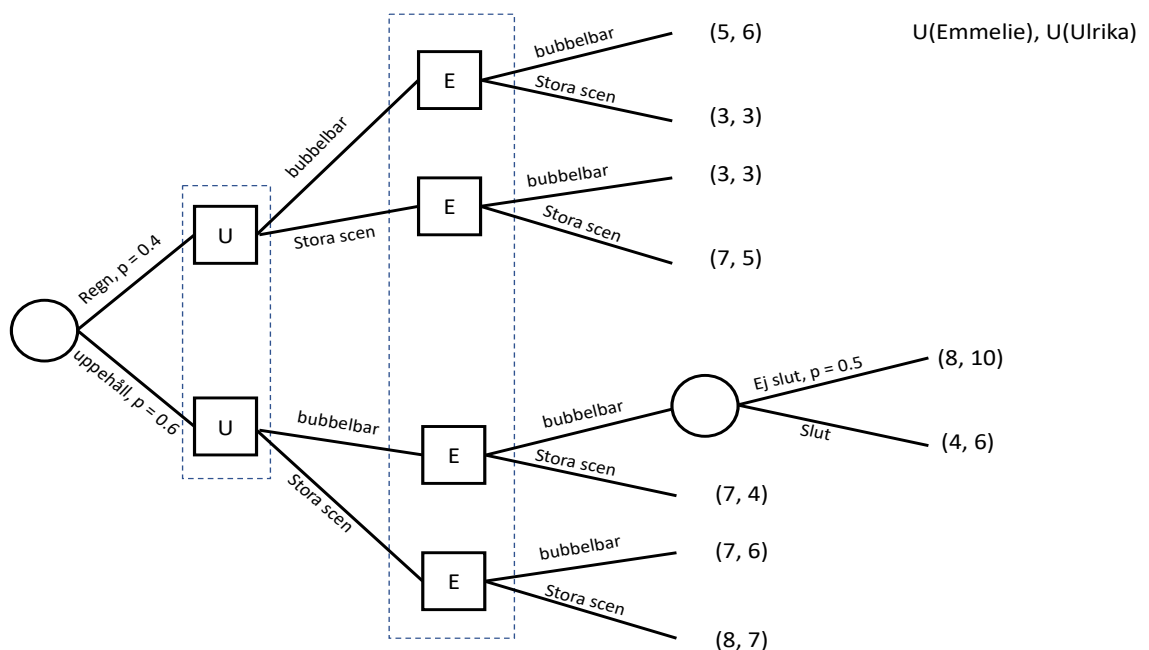 U(Emmelie), U(Ulrika)
Regn, p = 0.4
uppehåll, p = 0.6
U
bubbelbar
Stora scen
E
bubbelbar
(5, 6)
Stora scen
(3, 3)
E
bubbelbar
(3, 3)
Stora scen
(7, 5)
U
bubbelbar
Stora scen
E
bubbelbar
Ej slut, p = 0.5
(8, 10)
Slut
(4, 6)
Stora scen
(7, 4)
E
bubbelbar
(7, 6)
Stora scen
(8, 7)